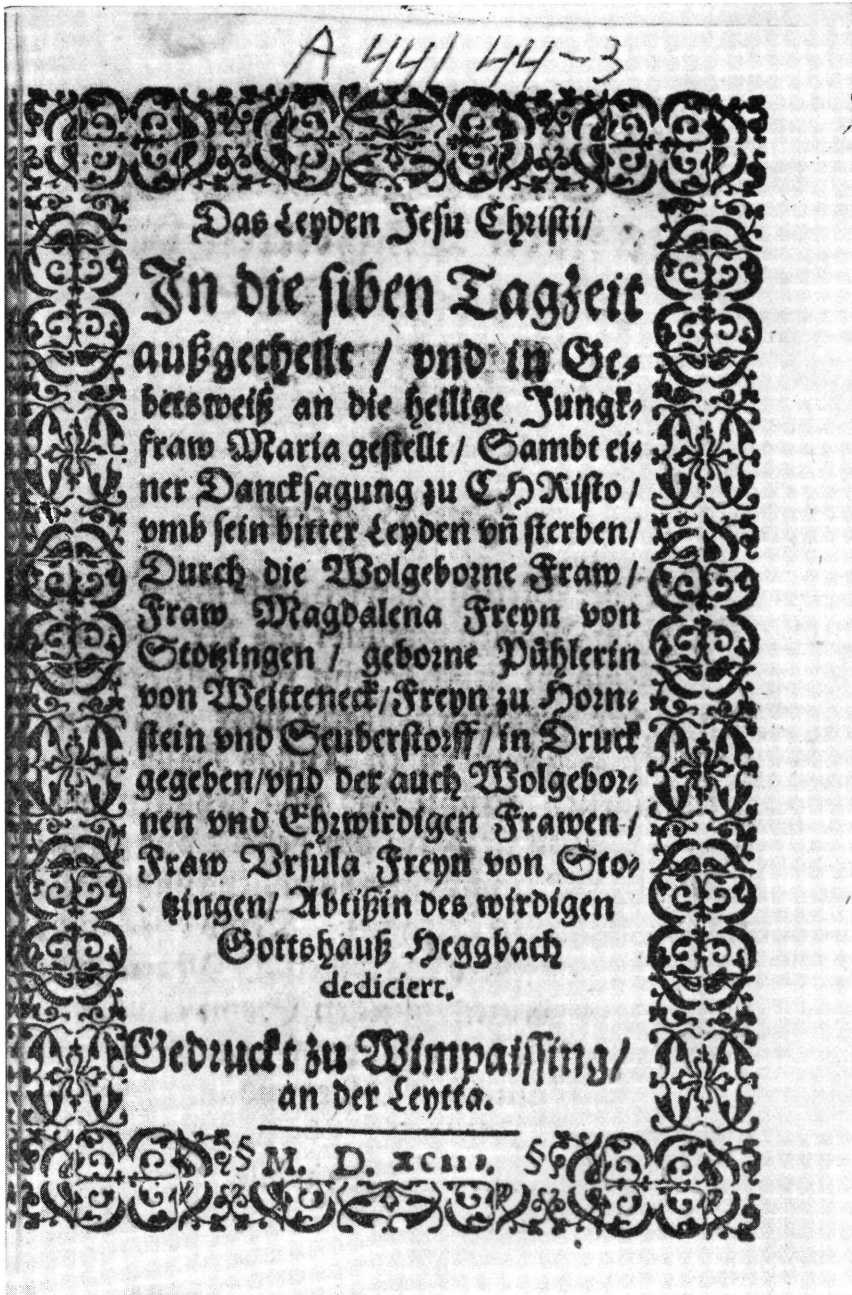 A 441 44-3
Das Leyden Jesu Christi/
In die siben Tagzeit
außgetheilt / vnd in Ge-
betsweiß an die heilige Jungk-
fraw Maria gestellt / Sambt ei-
ner Dancksagung zu CHRisto /
vmb sein bitter Leyden vñ sterben/
Durch die Wolgeborne Fraw /
Fraw Magdalena Freyn von
Stotzingen / geborne Pühlerin
von Weitteneck/Freyn zu Horn-
stein vnd Seuberstorff/in Druck
gegeben/vnd der auch Wolgebor-
nen vnd Ehrwirdigen Frawen /
Fraw Vrsula Freyn von Sto-
tzingen/ Abtißin des wirdigen
Gottshauß Heggbach
dediciert.
Gedruckt zu Wimpaissing/
an der Leytta.
§ M. D. XCIII. §